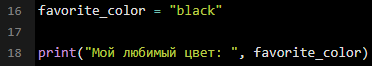 16 favorite_color = "black"
17
18 print("Мой любимый цвет: ", favorite_color)